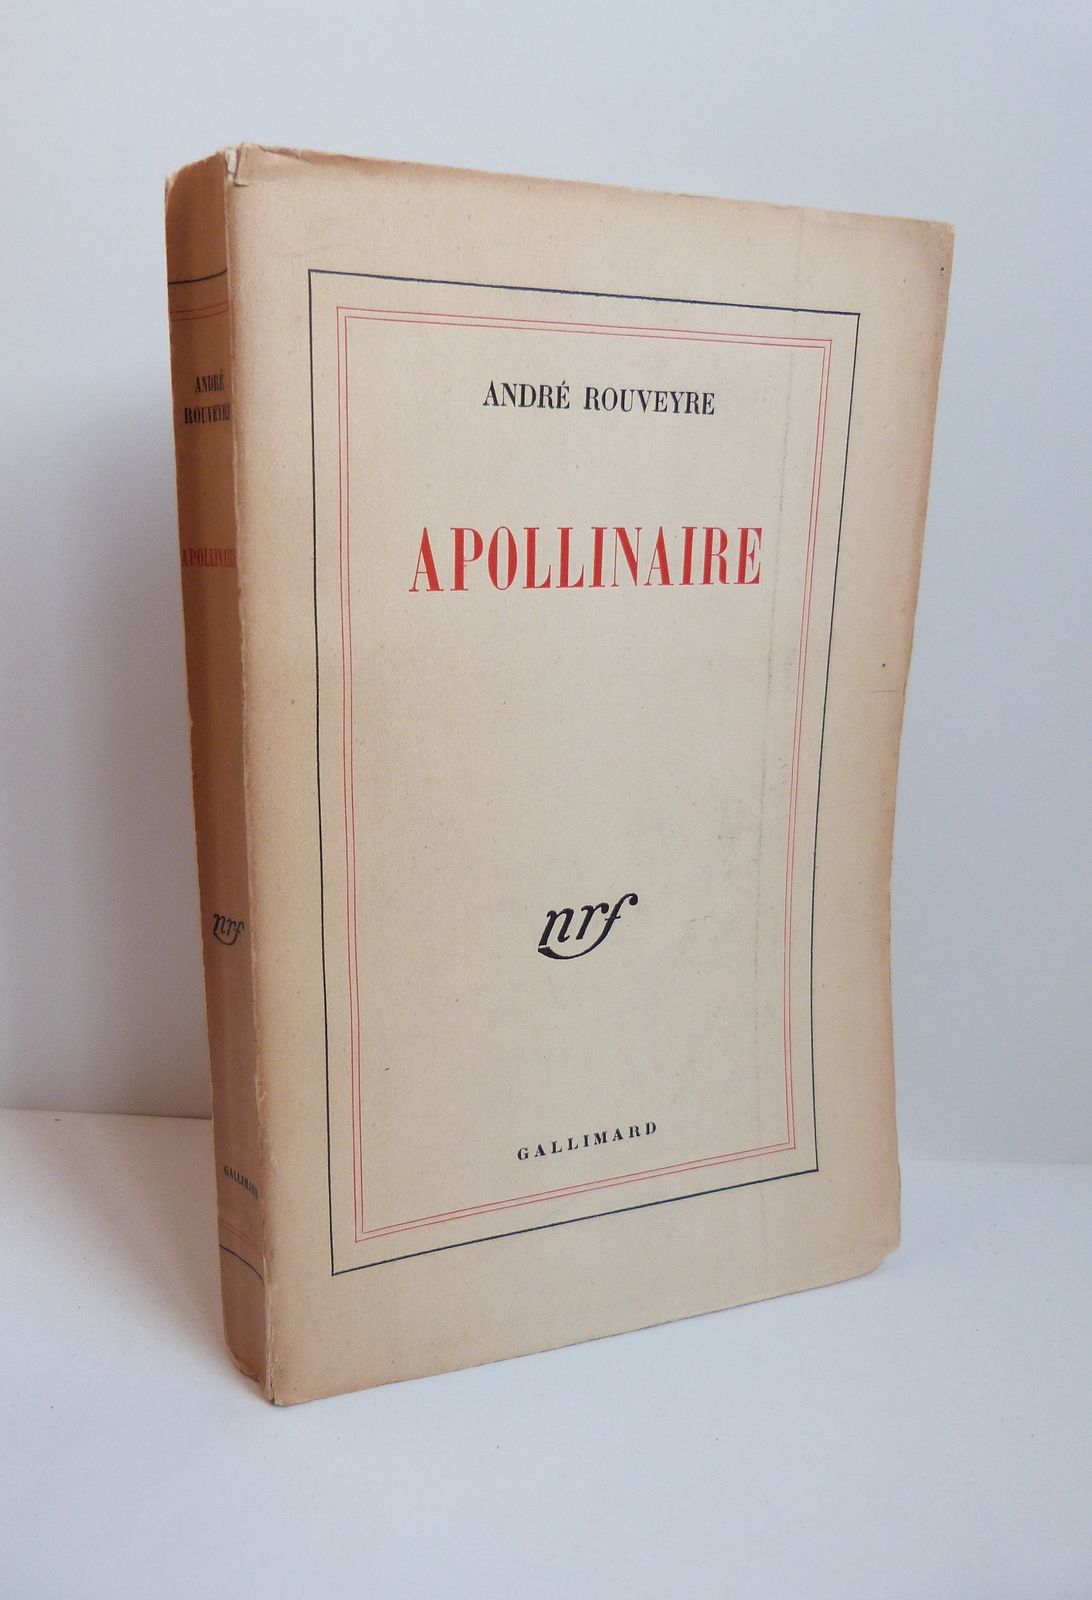 ANDRÉ
ROUVEYRE
APOLLINAIRE
nrf
GALLIMARD
ANDRÉ ROUVEYRE
APOLLINAIRE
nrf
GALLIMARD